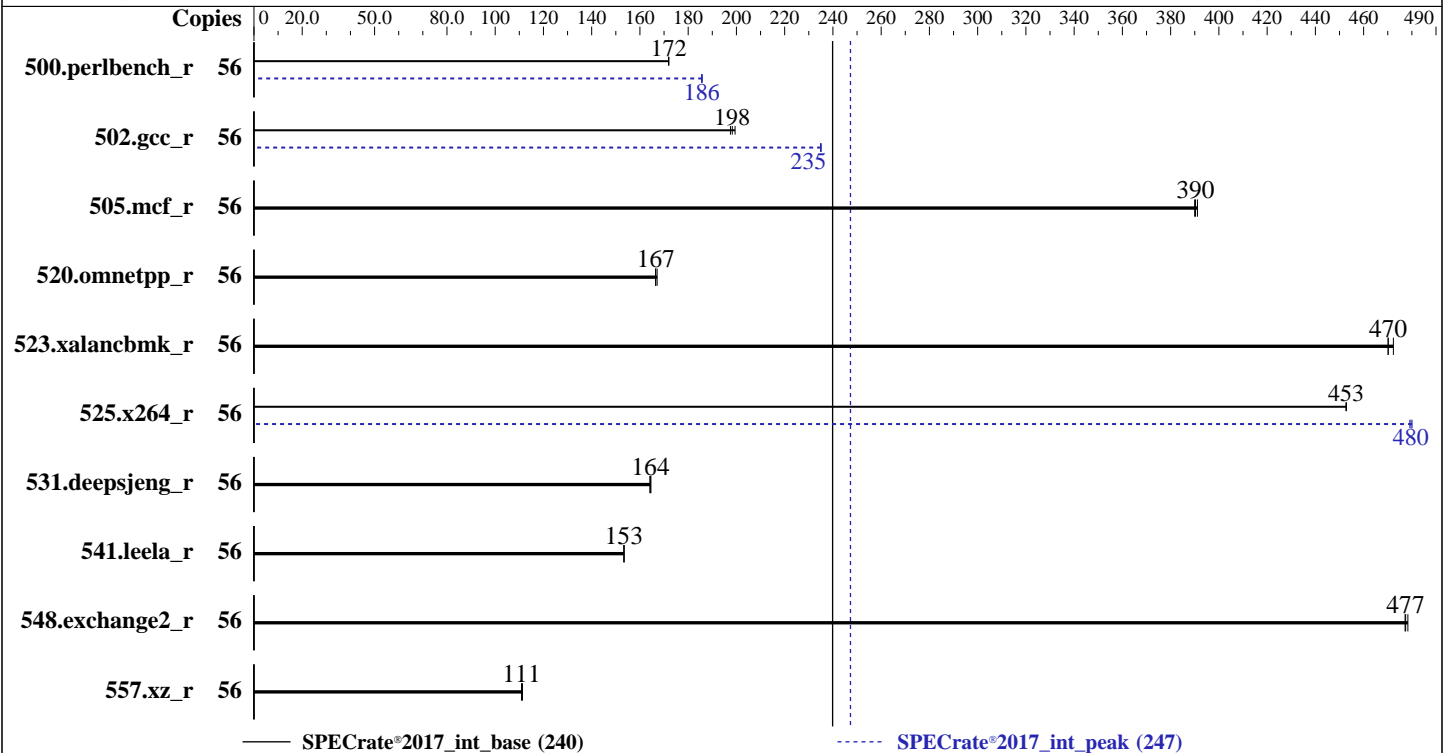 Copies 0 20.0 50.0 80.0 100 120 140 160 180 200 220 240 260 280 300 320 340 360 380 400 420 440 460 490
500.perlbench_r 56 172
186
502.gcc_r 56 198
235
505.mcf_r 56 390
520.omnetpp_r 56 167
523.xalancbmk_r 56 470
525.x264_r 56 453
480
531.deepsjeng_r 56 164
541.leela_r 56 153
548.exchange2_r 56 477
557.xz_r 56 111
SPECrate®2017_int_base (240) SPECrate®2017_int_peak (247)